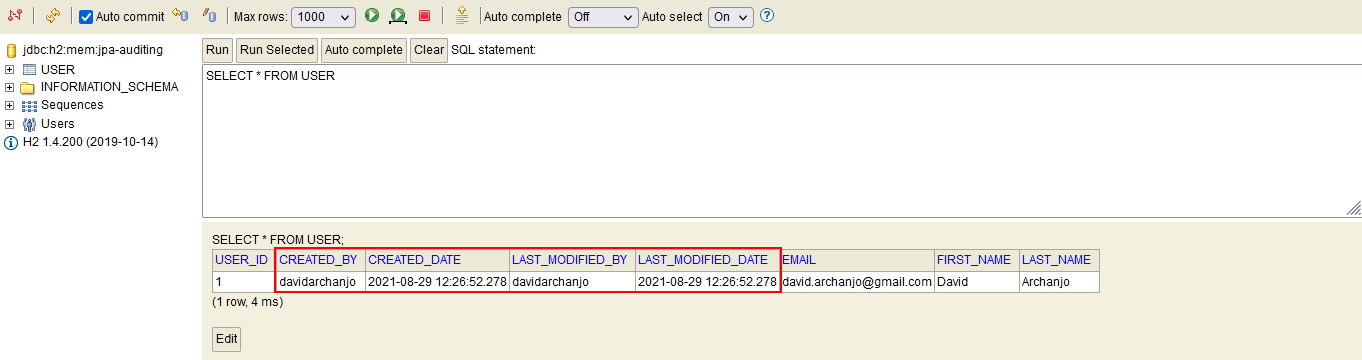 Auto commit Max rows: 1000 Auto complete Off Auto select On
jdbc:h2:mem:jpa-auditing
USER
INFORMATION_SCHEMA
Sequences
Users
H2 1.4.200 (2019-10-14)
Run Run Selected Auto complete Clear SQL statement:
SELECT * FROM USER
SELECT * FROM USER;
USER_ID CREATED_BY CREATED_DATE LAST_MODIFIED_BY LAST_MODIFIED_DATE EMAIL FIRST_NAME LAST_NAME
1 davidarchanjo 2021-08-29 12:26:52.278 davidarchanjo 2021-08-29 12:26:52.278 david.archanjo@gmail.com David Archanjo
(1 row, 4 ms)
Edit